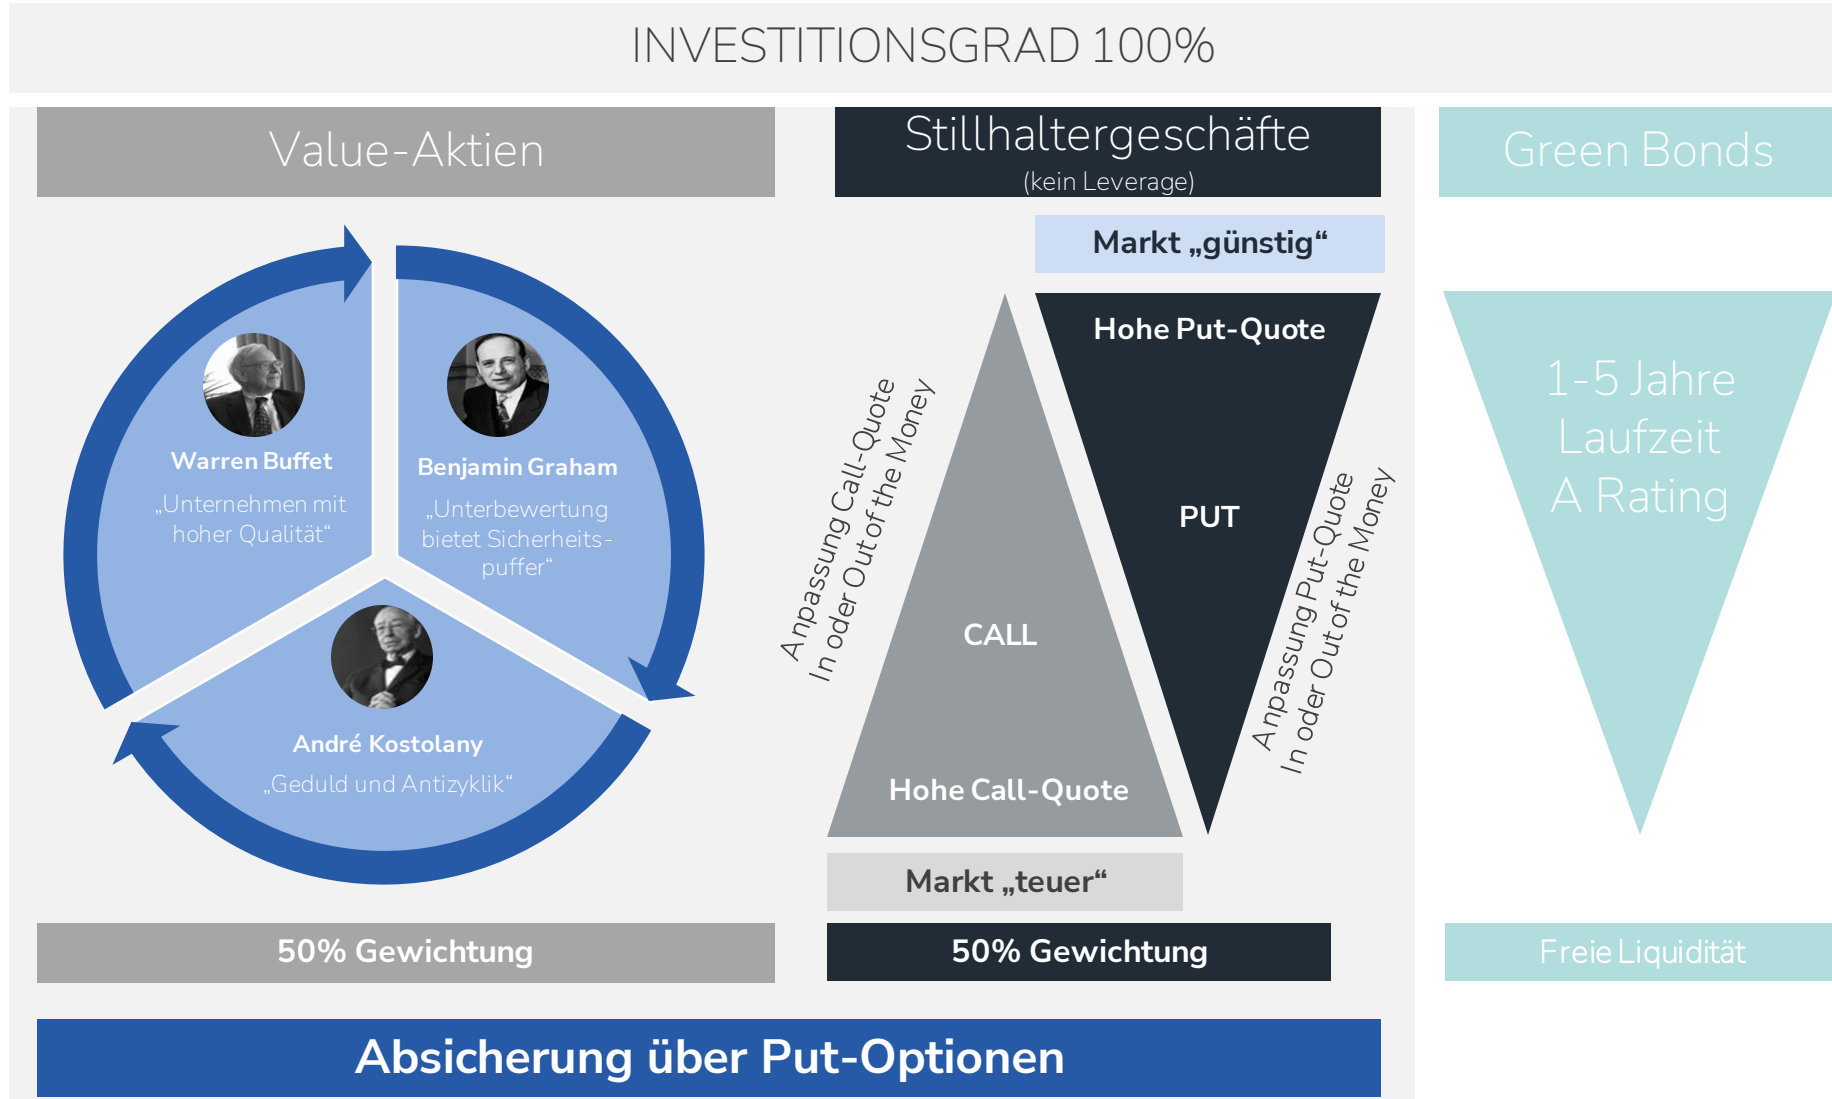 INVESTITIONSGRAD 100%
Value-Aktien
Warren Buffet
„Unternehmen mit
hoher Qualität“
Benjamin Graham
„Unterbewertung
bietet Sicherheits-
puffer“
André Kostolany
„Geduld und Antizyklik“
50% Gewichtung
Stillhaltergeschäfte
(kein Leverage)
Markt „günstig“
Hohe Put-Quote
PUT
Anpassung Call-Quote
In oder Out of the Money
CALL
Hohe Call-Quote
Anpassung Put-Quote
In oder Out of the Money
Markt „teuer“
50% Gewichtung
Green Bonds
1-5 Jahre
Laufzeit
A Rating
Freie Liquidität
Absicherung über Put-Optionen